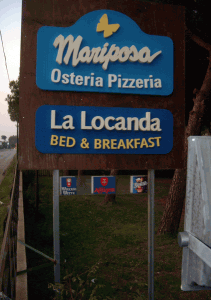 Mariposa
Osteria Pizzeria
La Locanda
BED & BREAKFAST